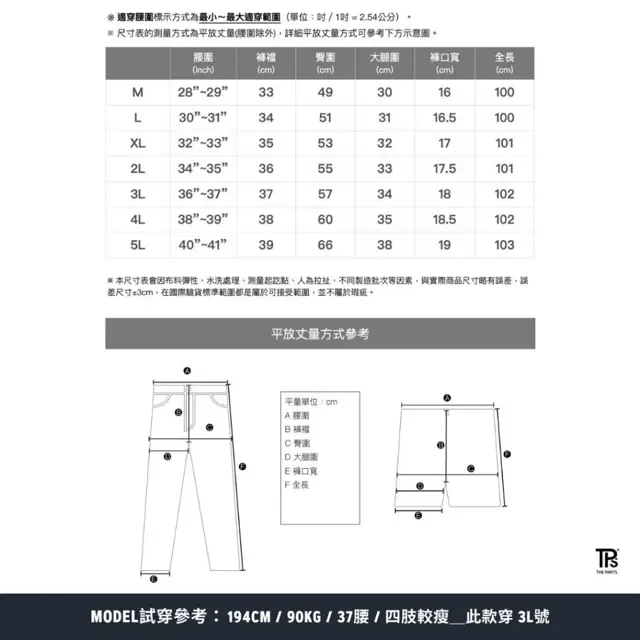 ※ 適穿腰圍標示方式為最小～最大適穿範圍（單位：吋 / 1吋 = 2.54公分）。
※ 尺寸表的測量方式為平放丈量(腰圍除外)，詳細平放丈量方式可參考下方示意圖。
腰圍 褲襠 臀圍 大腿圍 褲口寬 全長
(inch) (cm) (cm) (cm) (cm) (cm)
M 28”~29” 33 49 30 16 100
L 30”~31” 34 51 31 16.5 100
XL 32”~33” 35 53 32 17 101
2L 34”~35” 36 55 33 17.5 101
3L 36”~37” 37 57 34 18 102
4L 38”~39” 38 60 35 18.5 102
5L 40”~41” 39 66 38 19 103
※ 本尺寸表會因布料彈性、水洗處理、測量起訖點、人為拉扯、不同製造批次等因素，與實際商品尺寸略有誤差，誤
差尺寸±3cm，在國際驗貨標準範圍都是屬於可接受範圍，並不屬於瑕疵。
平放丈量方式參考
A
B
C
D
E
F
平量單位：cm
A 腰圍
B 褲襠
C 臀圍
D 大腿圍
E 褲口寬
F 全長
A
B
C
D
E
F
TPS
THE PANTS
MODEL試穿參考：194CM / 90KG / 37腰 / 四肢較瘦__此款穿 3L號